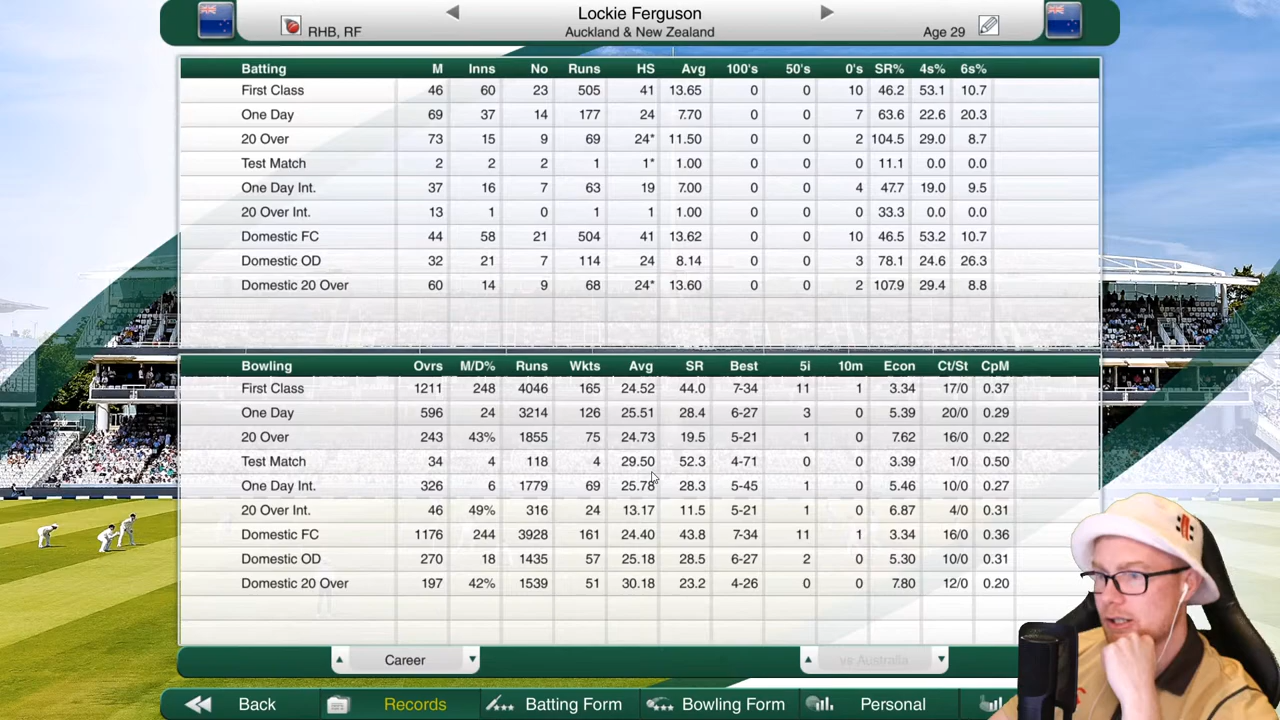 Lockie Ferguson
RHB, RF Auckland & New Zealand Age 29
Batting M Inns No Runs HS Avg 100's 50's 0's SR% 4s% 6s%
First Class 46 60 23 505 41 13.65 0 0 10 46.2 53.1 10.7
One Day 69 37 14 177 24 7.70 0 0 7 63.6 22.6 20.3
20 Over 73 15 9 69 24* 11.50 0 0 2 104.5 29.0 8.7
Test Match 2 2 2 1 1* 1.00 0 0 0 11.1 0.0 0.0
One Day Int. 37 16 7 63 19 7.00 0 0 4 47.7 19.0 9.5
20 Over Int. 13 1 0 1 1 1.00 0 0 0 33.3 0.0 0.0
Domestic FC 44 58 21 504 41 13.62 0 0 10 46.5 53.2 10.7
Domestic OD 32 21 7 114 24 8.14 0 0 3 78.1 24.6 26.3
Domestic 20 Over 60 14 9 68 24* 13.60 0 0 2 107.9 29.4 8.8
Bowling Ovrs M/D% Runs Wkts Avg SR Best 5i 10m Econ Ct/St CpM
First Class 1211 248 4046 165 24.52 44.0 7-34 11 1 3.34 17/0 0.37
One Day 596 24 3214 126 25.51 28.4 6-27 3 0 5.39 20/0 0.29
20 Over 243 43% 1855 75 24.73 19.5 5-21 1 0 7.62 16/0 0.22
Test Match 34 4 118 4 29.50 52.3 4-71 0 0 3.39 1/0 0.50
One Day Int. 326 6 1779 69 25.78 28.3 5-45 1 0 5.46 10/0 0.27
20 Over Int. 46 49% 316 24 13.17 11.5 5-21 1 0 6.87 4/0 0.31
Domestic FC 1176 244 3928 161 24.40 43.8 7-34 11 1 3.34 16/0 0.36
Domestic OD 270 18 1435 57 25.18 28.5 6-27 2 0 5.30 10/0 0.31
Domestic 20 Over 197 42% 1539 51 30.18 23.2 4-26 0 0 7.80 12/0 0.20
Career vs Australia
Back Records Batting Form Bowling Form Personal